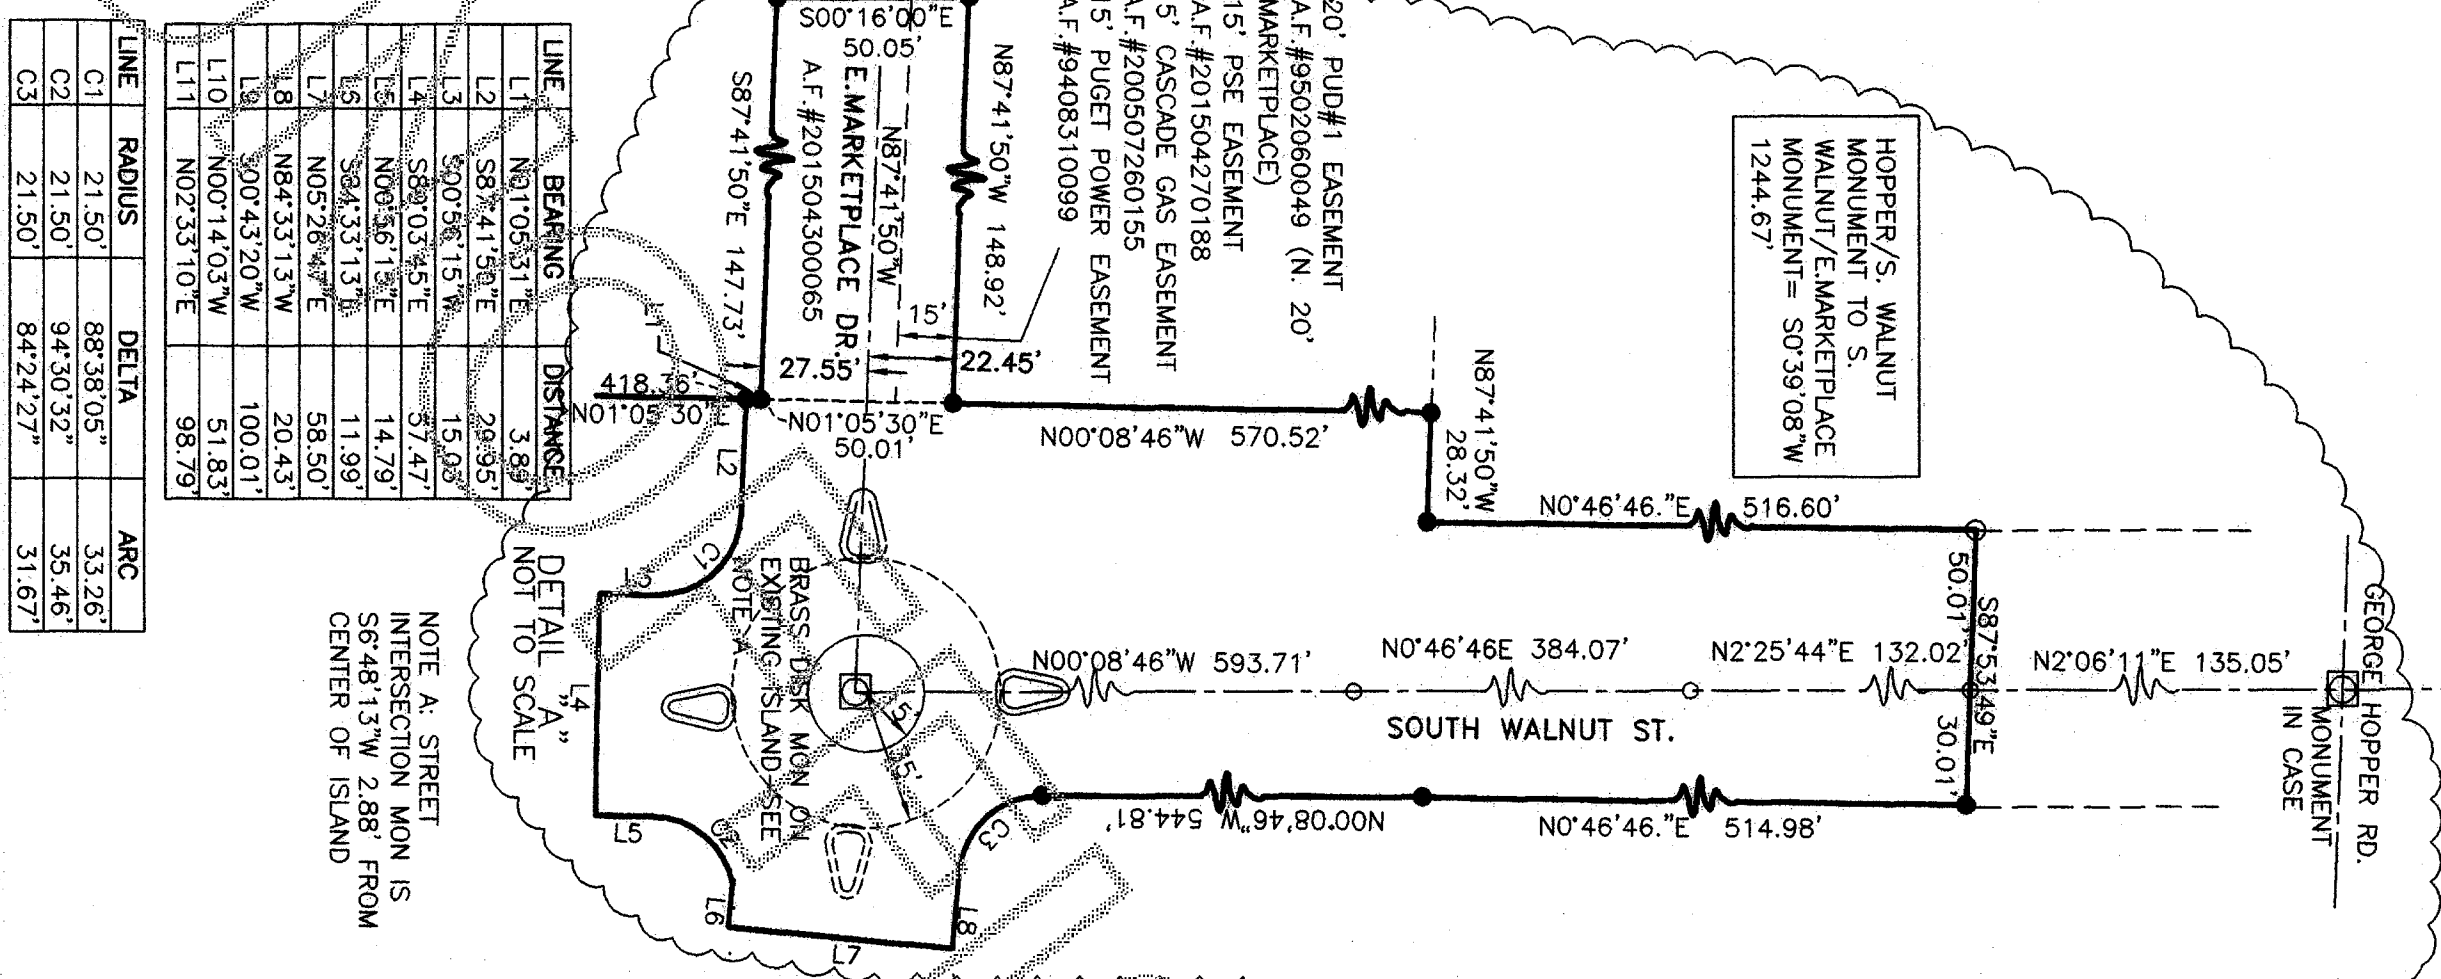 20' PUD#1 EASEMENT
A.F.#9502060049 (N. 20'
MARKETPLACE)
15' PSE EASEMENT
A.F.#201504270188
5' CASCADE GAS EASEMENT
A.F.#200507260155
15' PUGET POWER EASEMENT
A.F.#9408310099
HOPPER/S. WALNUT
MONUMENT TO S.
WALNUT/E.MARKETPLACE
MONUMENT= S0°39'08"W
1244.67'
S00°16'00"E
50.05'
N87°41'50"W 148.92'
N87°41'50"W
E.MARKETPLACE DR.
A.F.#201504300065
S87°41'50"E 147.73'
15'
27.55'
22.45'
418.36'
N01°05'30"
N01°05'30"E
50.01'
L1
L2
C1
L4
L5
L6
L7
L8
C3
N00°08'46"W 570.52'
N87°41'50"W
28.32'
N0°46'46."E 516.60'
50.01'
S87°53'49"E
30.01'
GEORGE HOPPER RD.
MONUMENT
IN CASE
N00°08'46"W 593.71'
N0°46'46E 384.07'
N2°25'44"E 132.02'
N2°06'11"E 135.05'
SOUTH WALNUT ST.
N00°08'46"W 544.81'
N0°46'46."E 514.98'
BRASS DISK MON ON
EXISTING ISLAND-SEE
NOTE A
DETAIL "A"
NOT TO SCALE
NOTE A: STREET
INTERSECTION MON IS
S6°48'13"W 2.88' FROM
CENTER OF ISLAND
LINE BEARING DISTANCE
L1 N01°05'31"E
L2 S87°41'50"E 29.95'
L3 S00°56'15"W
L4 S89°03'45"E 57.47'
L5 N00°56'15"E 14.79'
L6 S84°33'13"E 11.99'
L7 N05°26'47"E 58.50'
L8 N84°33'13"W 20.43'
L9 S00°43'20"W 100.01'
L10 N00°14'03"W 51.83'
L11 N02°33'10"E 98.79'
LINE RADIUS DELTA ARC
C1 21.50' 88°38'05" 33.26'
C2 21.50' 94°30'32" 35.46'
C3 21.50' 84°24'27" 31.67'